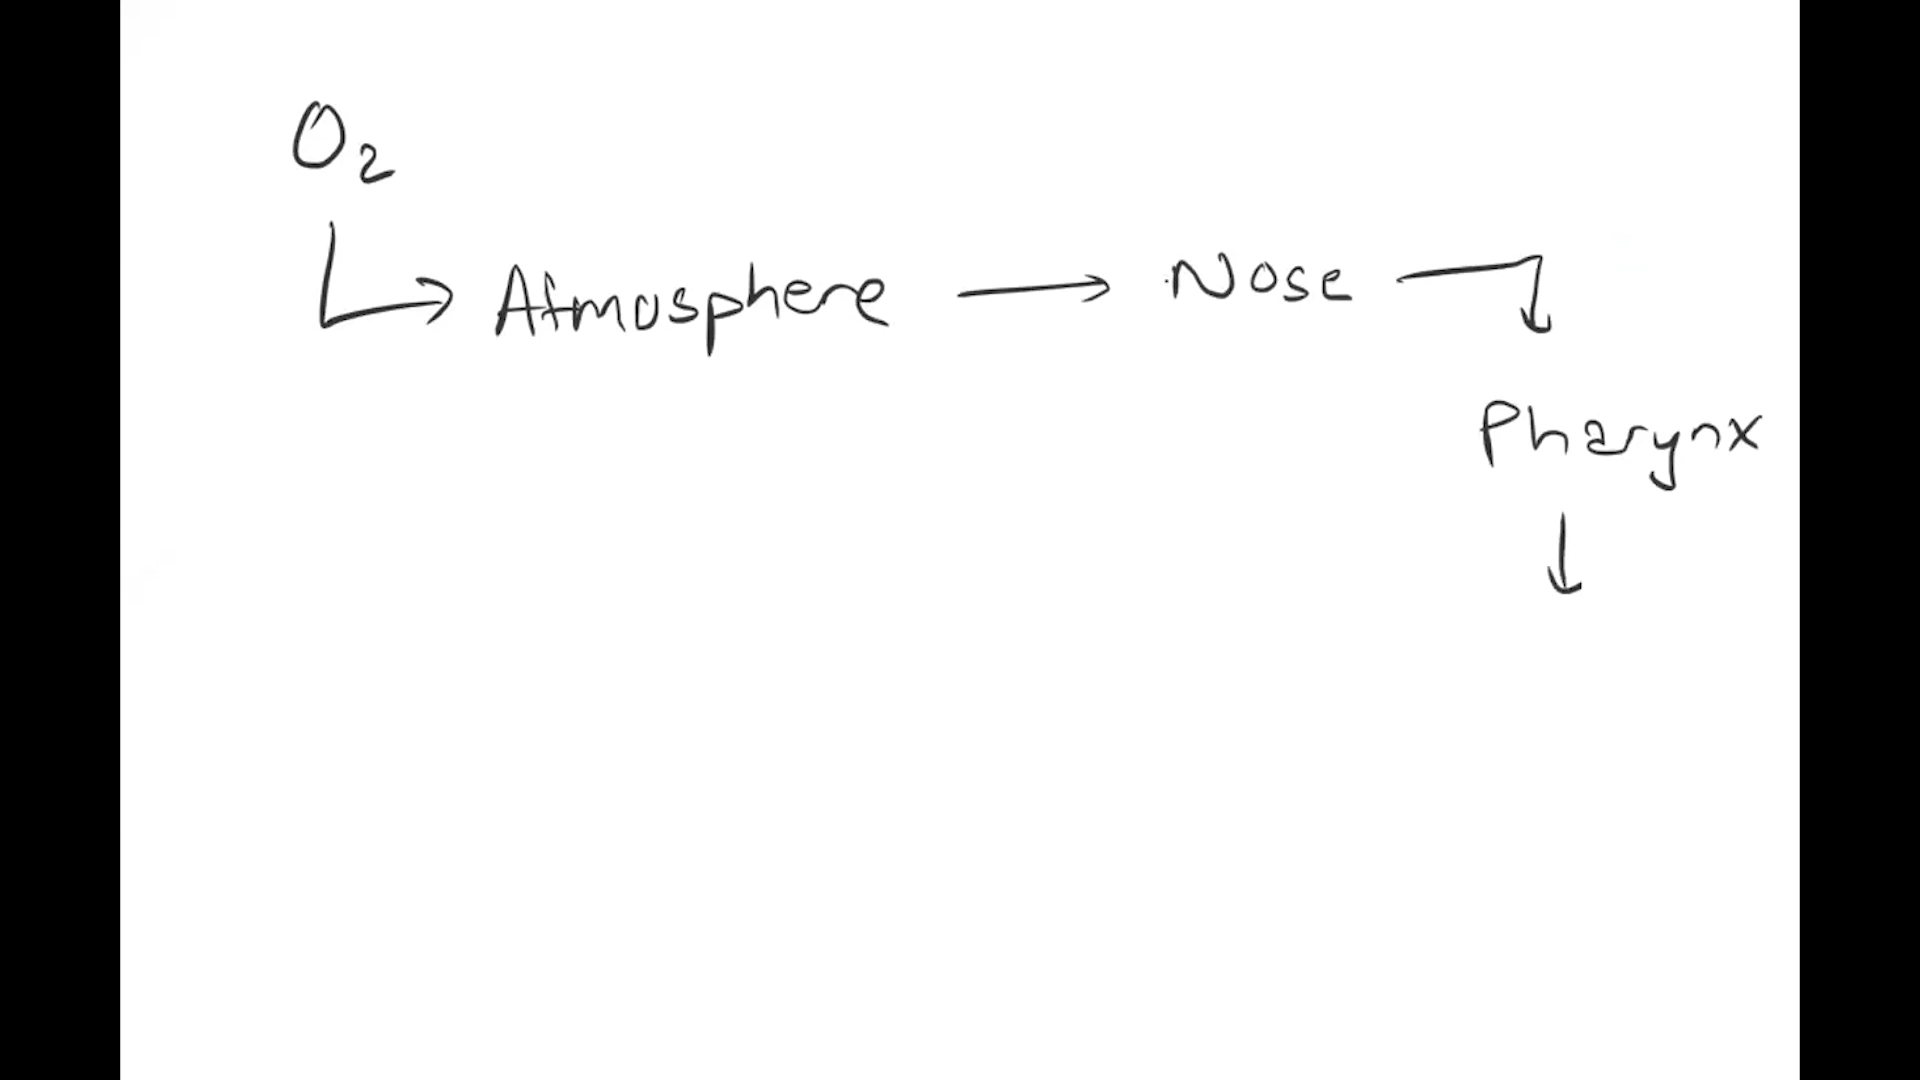 O₂
Atmosphere → Nose
Pharynx